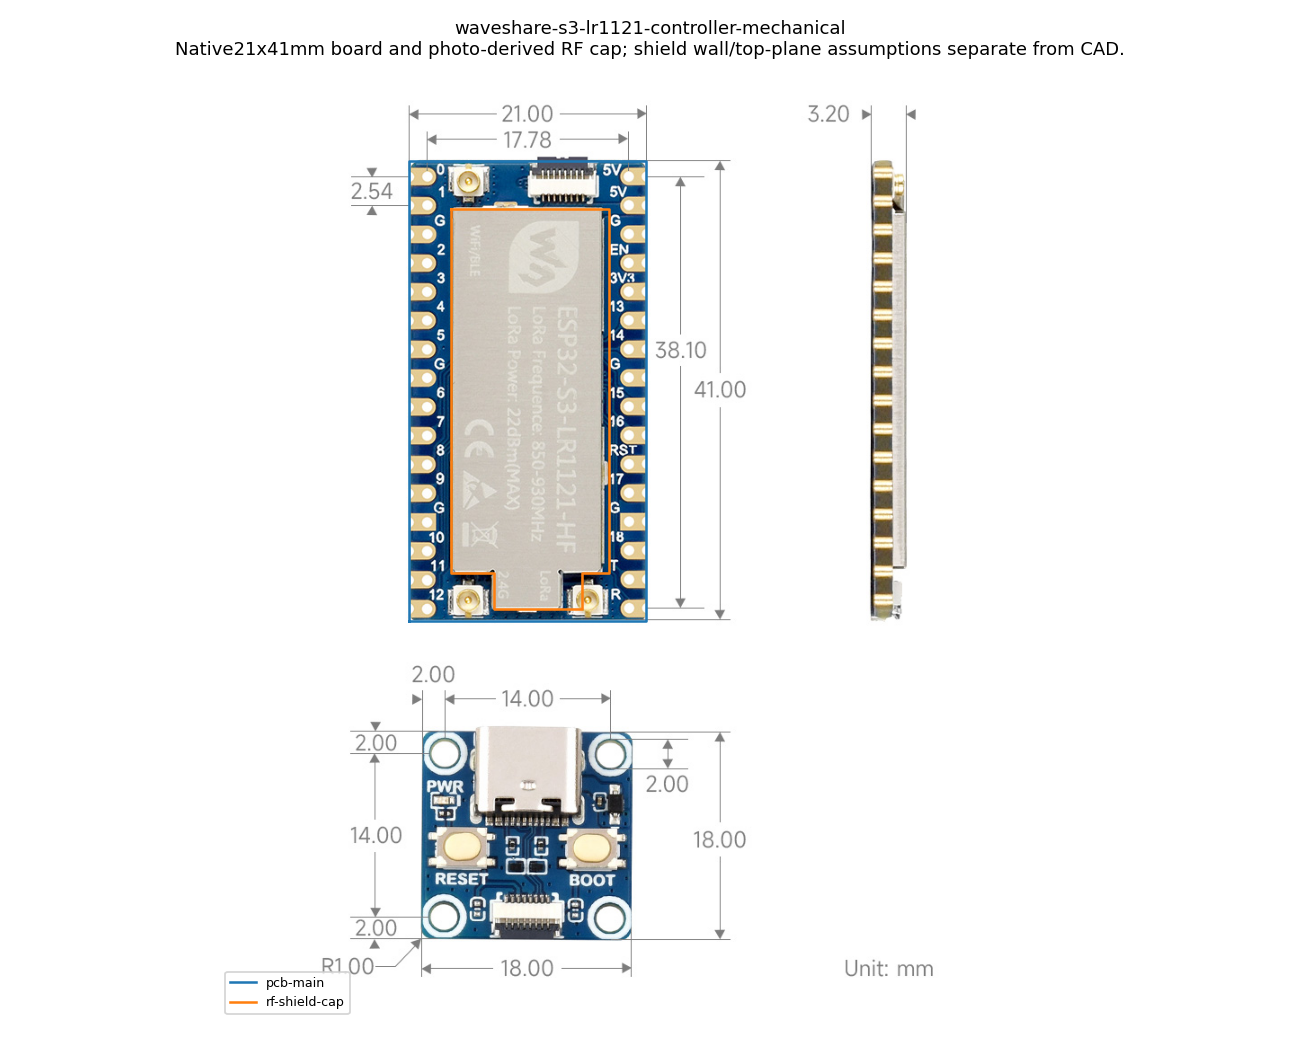 waveshare-s3-lr1121-controller-mechanical
Native21x41mm board and photo-derived RF cap; shield wall/top-plane assumptions separate from CAD.
21.00
3.20
17.78
2.54
0
1
G
2
3
4
5
G
6
7
8
9
G
10
11
12
5V
5V
G
EN
3V3
13
14
G
15
16
RST
17
G
18
T
R
WiFi/BLE
ESP32-S3-LR1121-HF
LoRa Frequence: 850-930MHz
LoRa Power: 22dBm(MAX)
CE
2.4G
LoRa
38.10
41.00
2.00
14.00
2.00
2.00
PWR
14.00
18.00
RESET
BOOT
2.00
R1.00
18.00
Unit: mm
pcb-main
rf-shield-cap